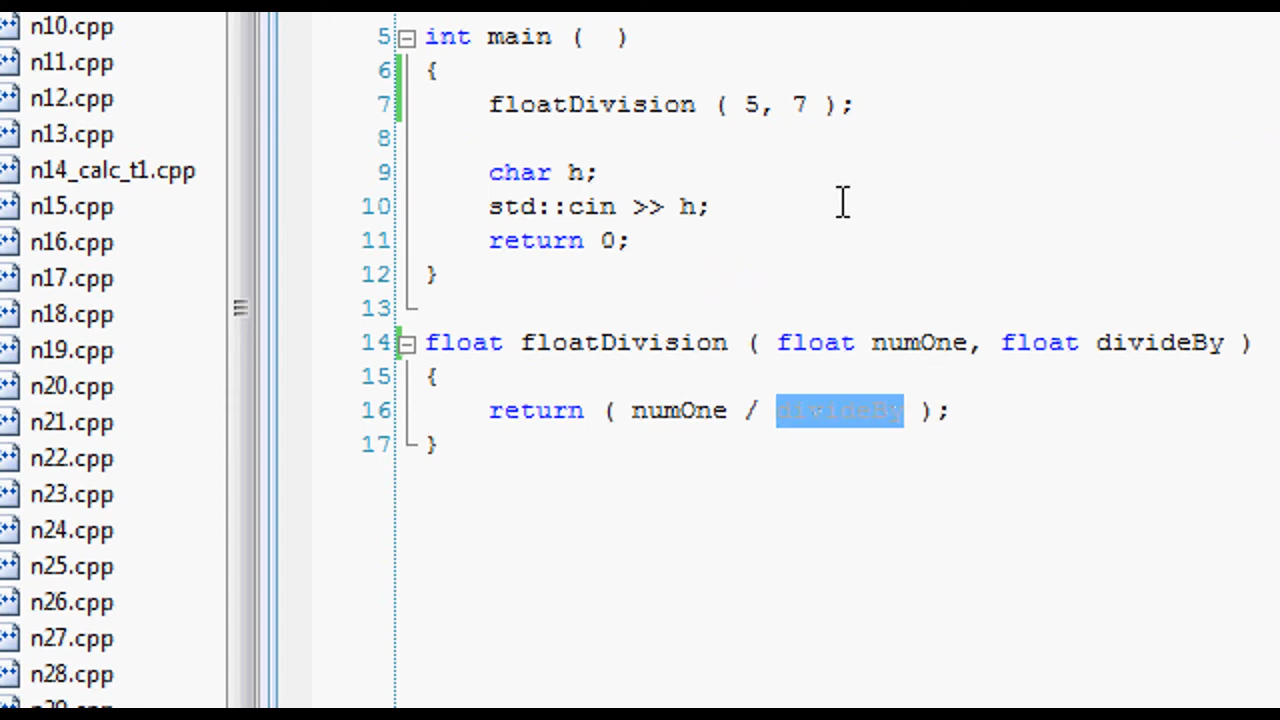 n10.cpp
n11.cpp
n12.cpp
n13.cpp
n14_calc_t1.cpp
n15.cpp
n16.cpp
n17.cpp
n18.cpp
n19.cpp
n20.cpp
n21.cpp
n22.cpp
n23.cpp
n24.cpp
n25.cpp
n26.cpp
n27.cpp
n28.cpp
5 int main ( )
6 {
7 floatDivision ( 5, 7 );
8
9 char h;
10 std::cin >> h;
11 return 0;
12 }
13
14 float floatDivision ( float numOne, float divideBy )
15 {
16 return ( numOne / divideBy );
17 }